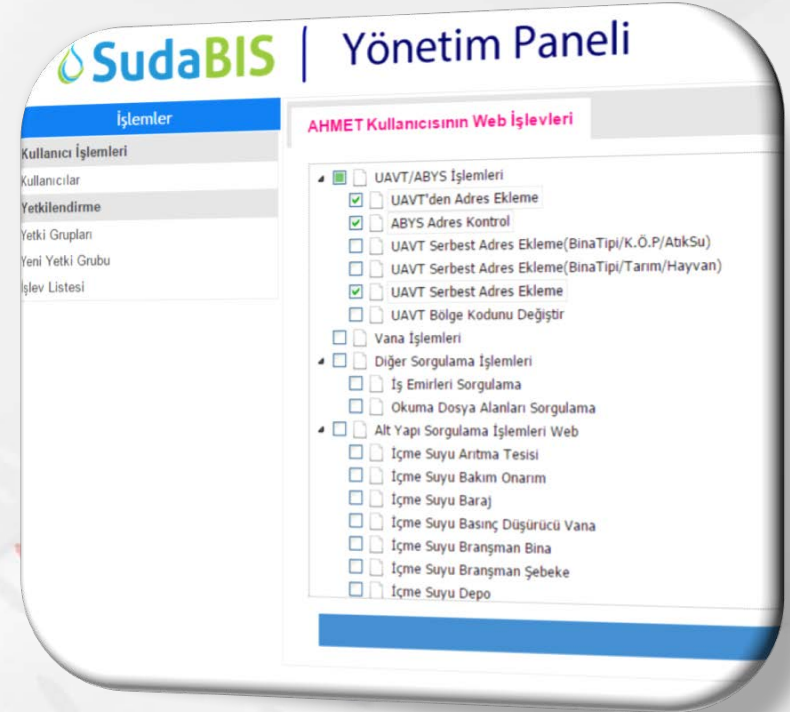 SudaBIS | Yönetim Paneli
İşlemler
Kullanıcı İşlemleri
Kullanıcılar
Yetkilendirme
Yetki Grupları
Yeni Yetki Grubu
İşlev Listesi
AHMET Kullanıcısının Web İşlevleri
UAVT/ABYS İşlemleri
UAVT'den Adres Ekleme
ABYS Adres Kontrol
UAVT Serbest Adres Ekleme(BinaTipi/K.Ö.P/AtıkSu)
UAVT Serbest Adres Ekleme(BinaTipi/Tarım/Hayvan)
UAVT Serbest Adres Ekleme
UAVT Bölge Kodunu Değiştir
Vana İşlemleri
Diğer Sorgulama İşlemleri
İş Emirleri Sorgulama
Okuma Dosya Alanları Sorgulama
Alt Yapı Sorgulama İşlemleri Web
İçme Suyu Arıtma Tesisi
İçme Suyu Bakım Onarım
İçme Suyu Baraj
İçme Suyu Basınç Düşürücü Vana
İçme Suyu Branşman Bina
İçme Suyu Branşman Şebeke
İçme Suyu Depo